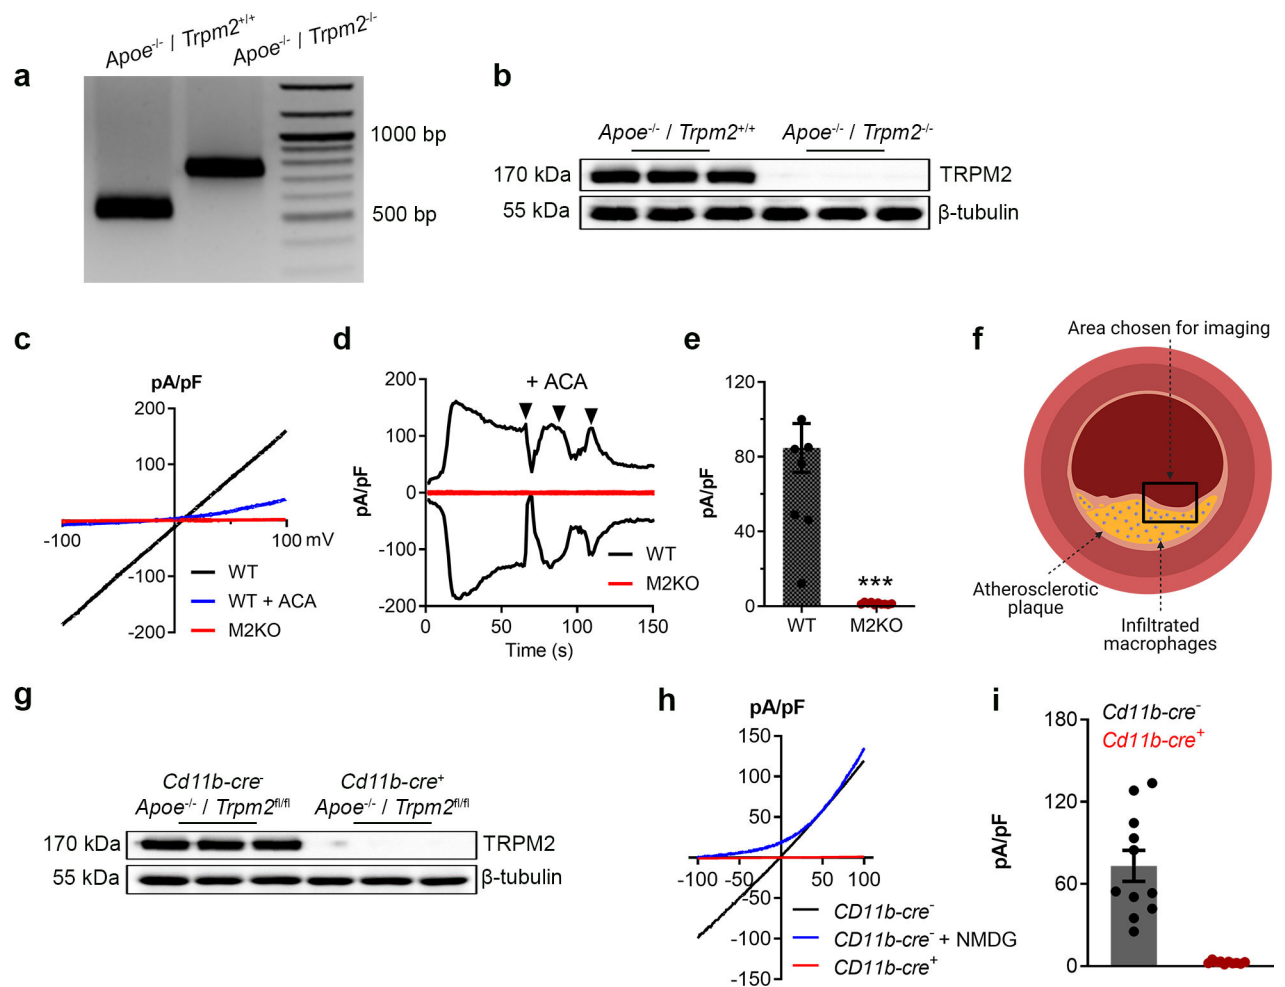 a
Apoe-/- / Trpm2+/+
Apoe-/- / Trpm2-/-
1000 bp
500 bp
b
Apoe-/- / Trpm2+/+
Apoe-/- / Trpm2-/-
170 kDa
TRPM2
55 kDa
β-tubulin
c
pA/pF
200
100
-100
100 mV
-100
-200
WT
WT + ACA
M2KO
d
+ ACA
pA/pF
200
100
0
-100
-200
WT
M2KO
0
50
100
150
Time (s)
e
pA/pF
120
80
40
0
***
WT
M2KO
f
Area chosen for imaging
Atherosclerotic
plaque
Infiltrated
macrophages
g
Cd11b-cre-
Apoe-/- / Trpm2fl/fl
Cd11b-cre+
Apoe-/- / Trpm2fl/fl
170 kDa
TRPM2
55 kDa
β-tubulin
h
pA/pF
150
100
50
-100
-50
50
100
-50
-100
-150
CD11b-cre-
CD11b-cre- + NMDG
CD11b-cre+
i
Cd11b-cre-
Cd11b-cre+
pA/pF
180
120
60
0